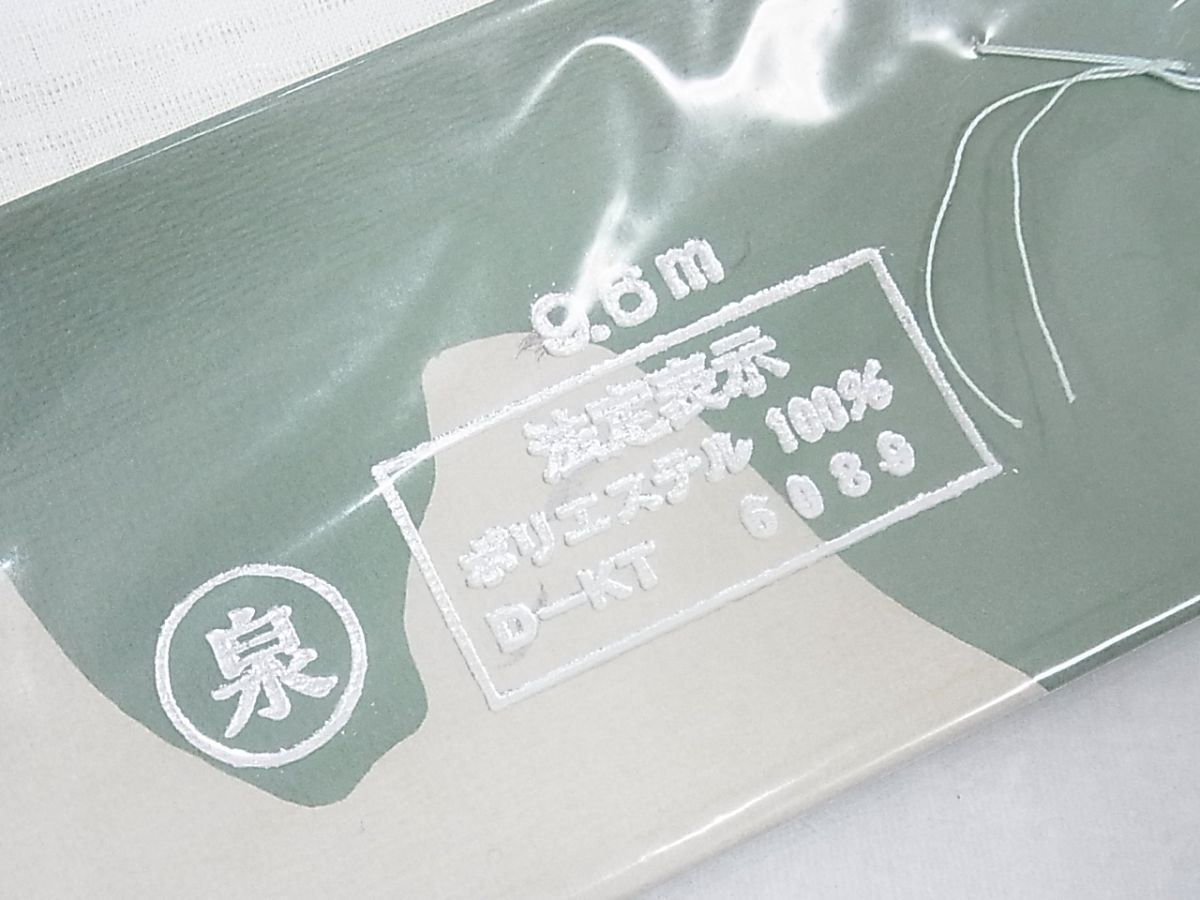 9.6m
法定表示
ポリエステル 100%
D-KT 6089
泉